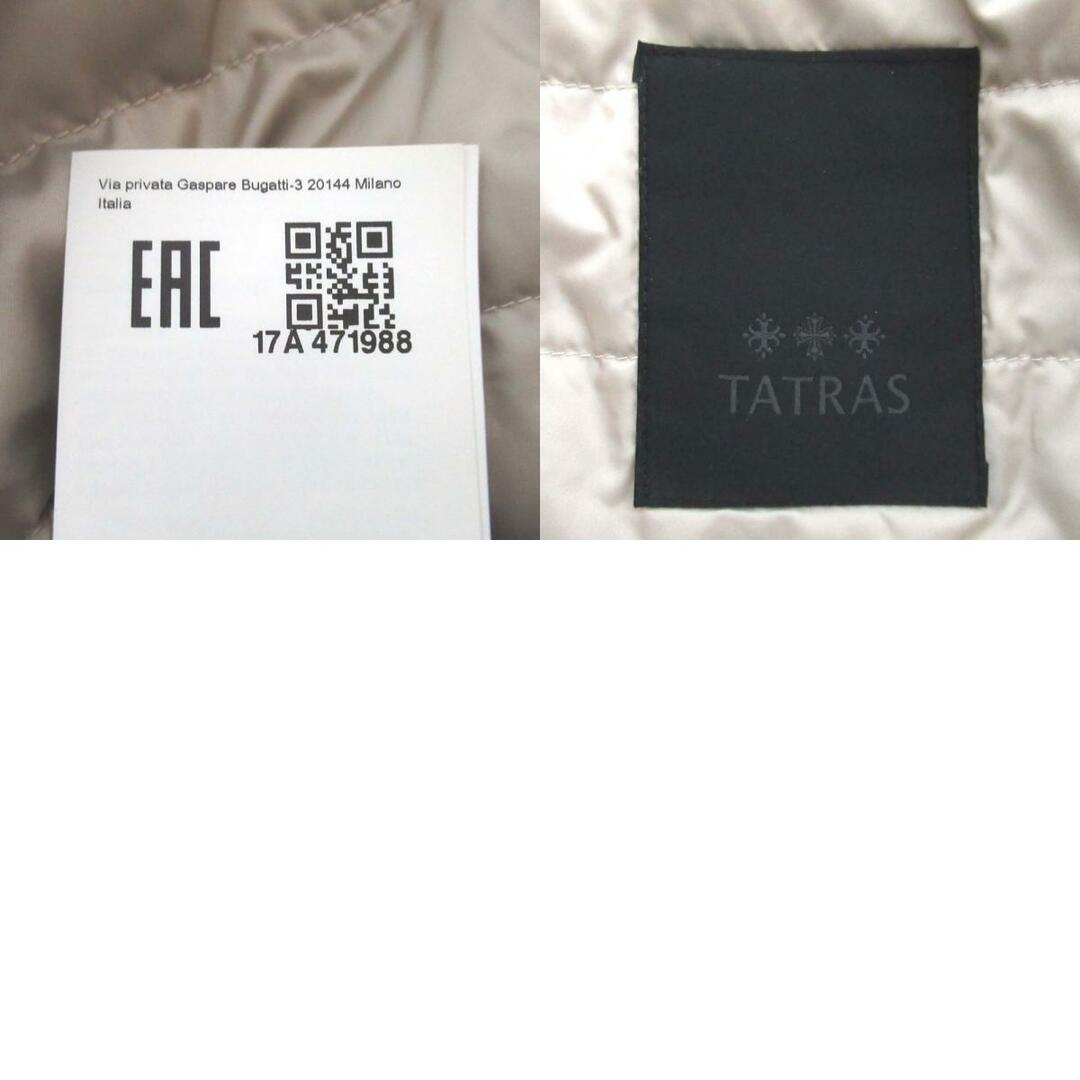 Via privata Gaspare Bugatti-3 20144 Milano
Italia
EAC
17A 471988
TATRAS